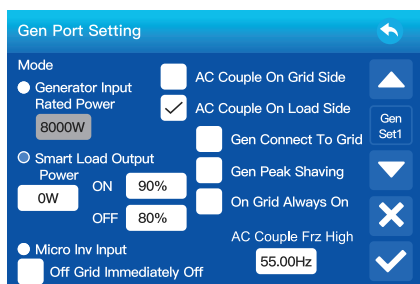 Gen Port Setting
Mode
AC Couple On Grid Side
Generator Input
Rated Power
AC Couple On Load Side
8000W
Gen
Set1
Gen Connect To Grid
Smart Load Output
Power
Gen Peak Shaving
0W
ON
90%
On Grid Always On
OFF
80%
AC Couple Frz High
Micro Inv Input
55.00Hz
Off Grid Immediately Off